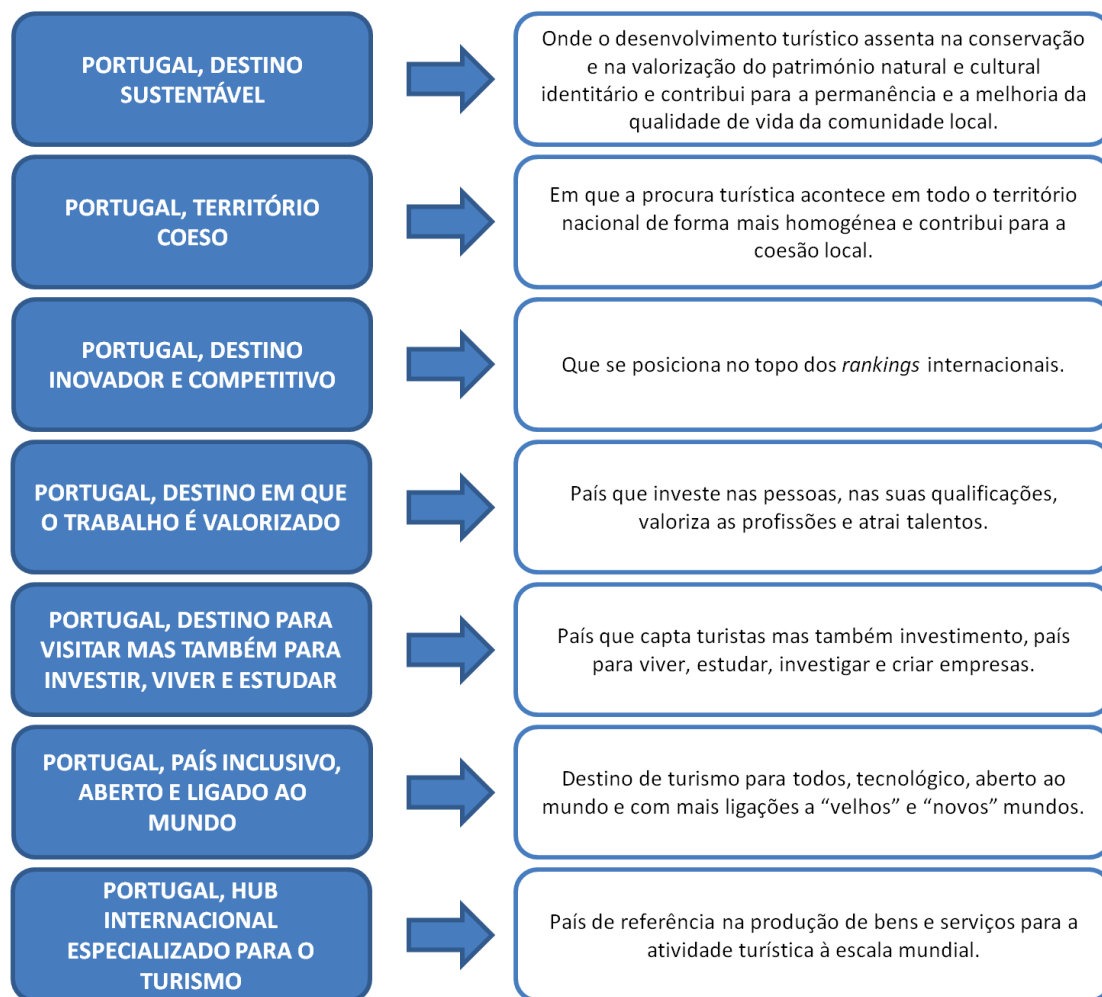 PORTUGAL, DESTINO
SUSTENTÁVEL
Onde o desenvolvimento turístico assenta na conservação
e na valorização do património natural e cultural
identitário e contribui para a permanência e a melhoria da
qualidade de vida da comunidade local.
PORTUGAL, TERRITÓRIO
COESO
Em que a procura turística acontece em todo o território
nacional de forma mais homogénea e contribui para a
coesão local.
PORTUGAL, DESTINO
INOVADOR E COMPETITIVO
Que se posiciona no topo dos rankings internacionais.
PORTUGAL, DESTINO EM QUE
O TRABALHO É VALORIZADO
País que investe nas pessoas, nas suas qualificações,
valoriza as profissões e atrai talentos.
PORTUGAL, DESTINO PARA
VISITAR MAS TAMBÉM PARA
INVESTIR, VIVER E ESTUDAR
País que capta turistas mas também investimento, país
para viver, estudar, investigar e criar empresas.
PORTUGAL, PAÍS INCLUSIVO,
ABERTO E LIGADO AO
MUNDO
Destino de turismo para todos, tecnológico, aberto ao
mundo e com mais ligações a “velhos” e “novos” mundos.
PORTUGAL, HUB
INTERNACIONAL
ESPECIALIZADO PARA O
TURISMO
País de referência na produção de bens e serviços para a
atividade turística à escala mundial.